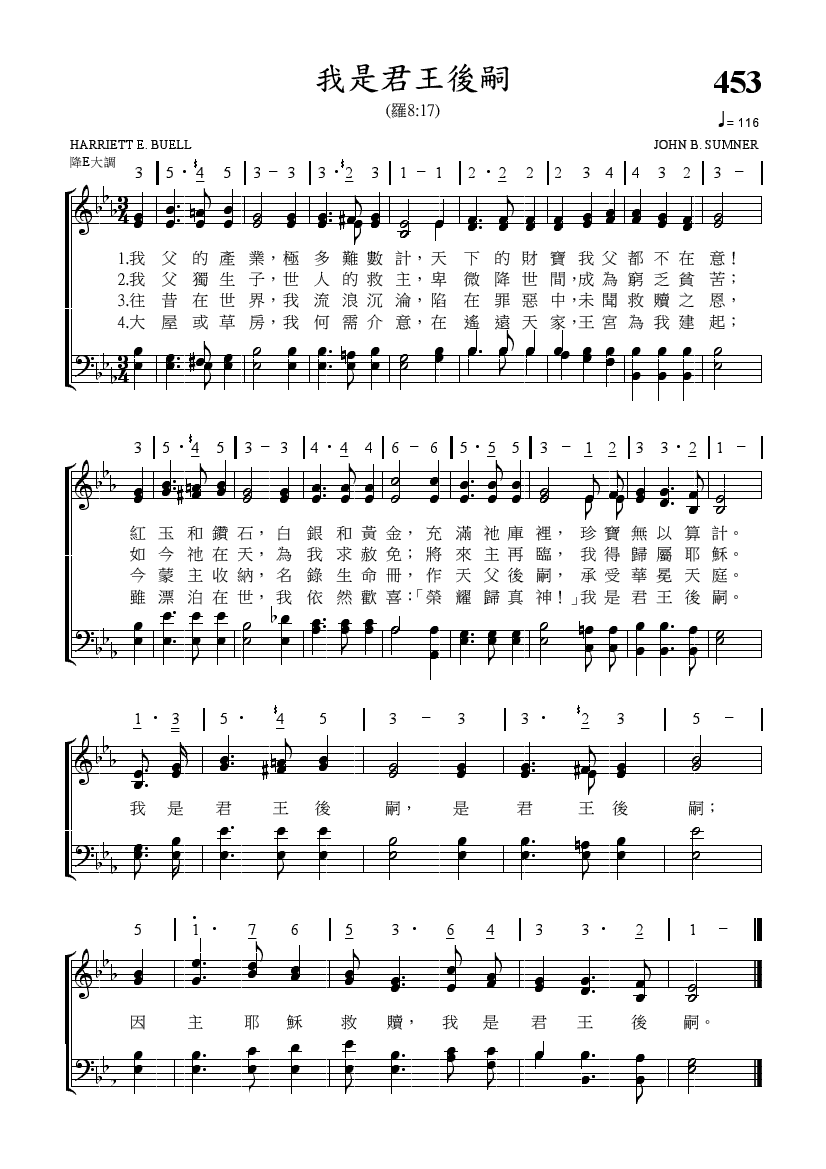 我是君王後嗣
453
(羅8:17)
♩= 116
HARRIETT E. BUELL
JOHN B. SUMNER
降E大調
3 | 5 · 4 5 | 3 – 3 | 3 · 2 3 | 1 – 1 | 2 · 2 2 | 2 3 4 | 4 3 2 | 3 – |
1.我父的產業，極多難數計，天下的財寶我父都不在意！
2.我父獨生子，世人的救主，卑微降世間，成為窮乏貧苦；
3.往昔在世界，我流浪沉淪，陷在罪惡中，未聞救贖之恩，
4.大屋或草房，我何需介意，在遙遠天家，王宮為我建起；
3 | 5 · 4 5 | 3 – 3 | 4 · 4 4 | 6 – 6 | 5 · 5 5 | 3 – 1 2 | 3 3 · 2 | 1 – |
紅玉和鑽石，白銀和黃金，充滿祂庫裡，珍寶無以算計。
如今祂在天，為我求赦免；將來主再臨，我得歸屬耶穌。
今蒙主收納，名錄生命冊，作天父後嗣，承受華冕天庭。
雖漂泊在世，我依然歡喜：「榮耀歸真神！」我是君王後嗣。
1 · 3 | 5 · 4 5 | 3 – 3 | 3 · 2 3 | 5 – |
我是君王後嗣，是君王後嗣；
5 | 1 · 7 6 | 5 3 · 6 4 | 3 3 · 2 | 1 – |
因主耶穌救贖，我是君王後嗣。